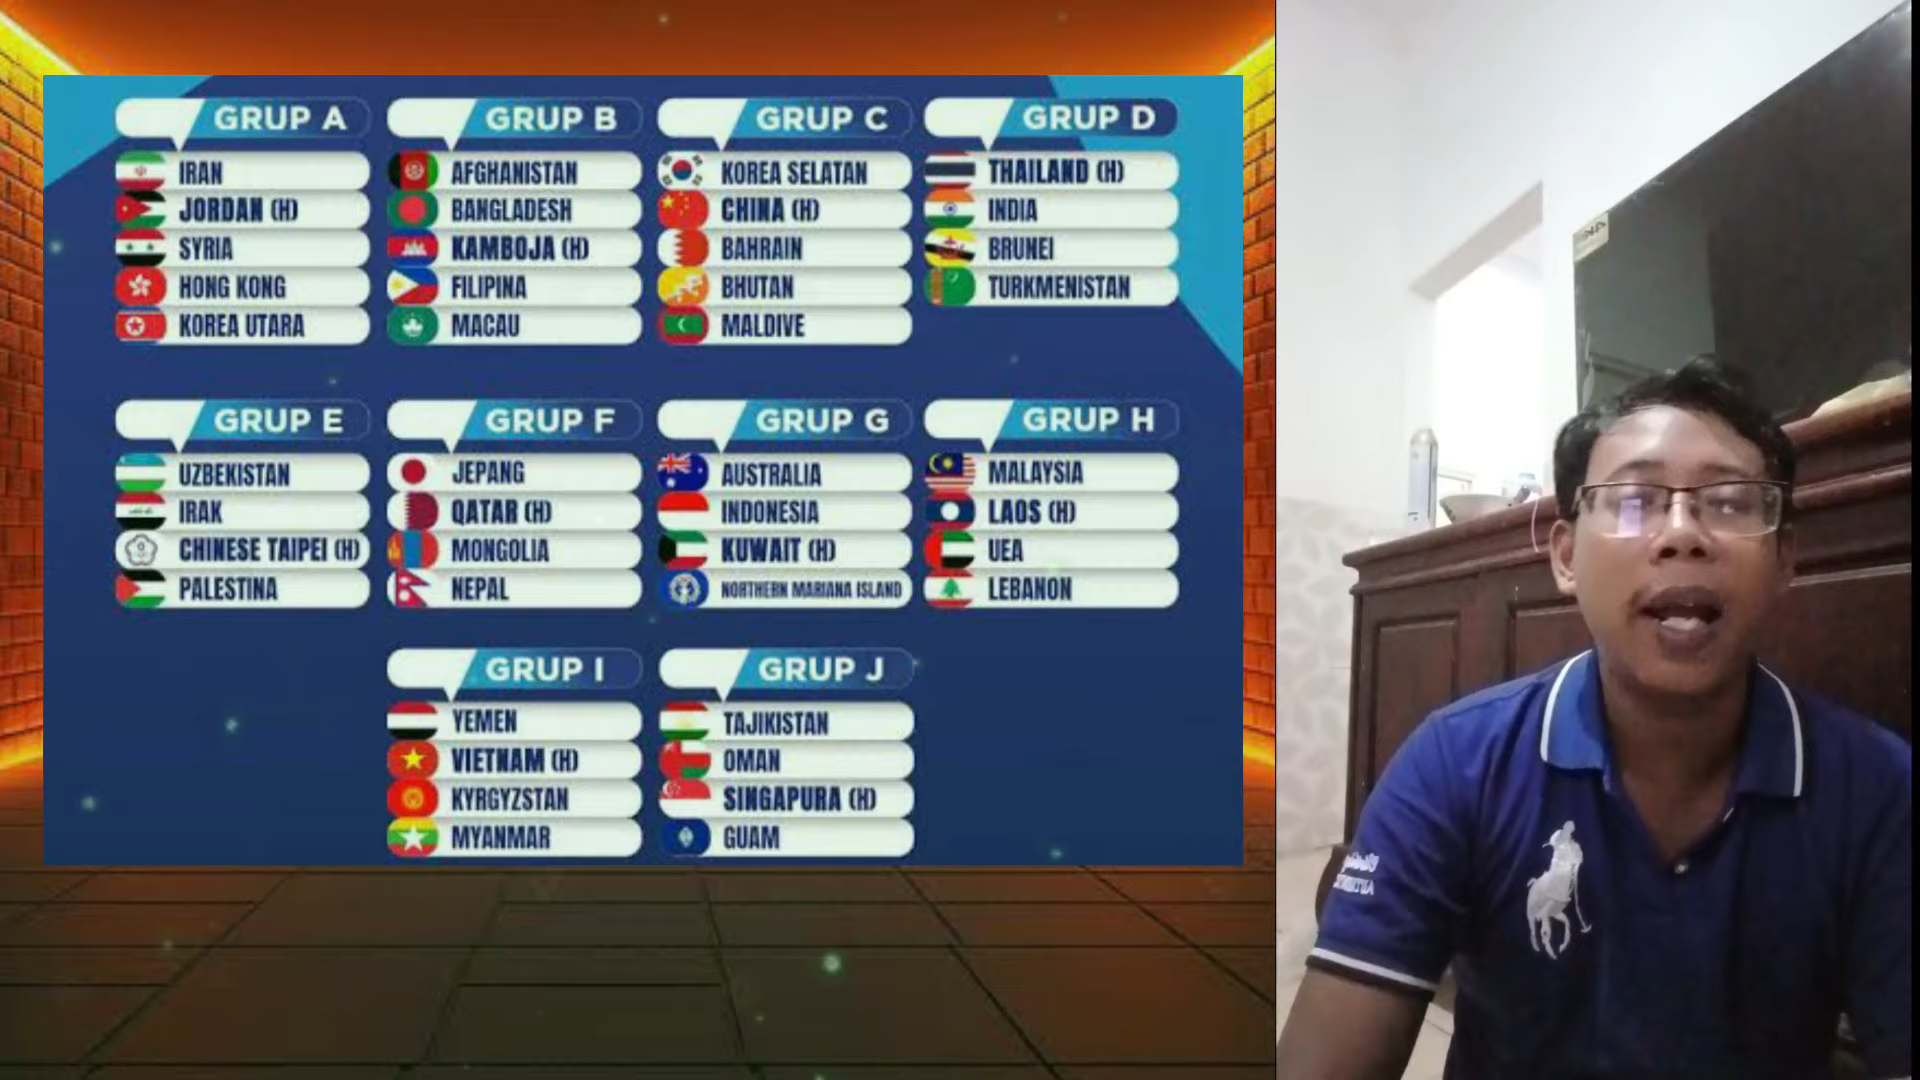 GRUP A
IRAN
JORDAN (H)
SYRIA
HONG KONG
KOREA UTARA
GRUP B
AFGHANISTAN
BANGLADESH
KAMBOJA (H)
FILIPINA
MACAU
GRUP C
KOREA SELATAN
CHINA (H)
BAHRAIN
BHUTAN
MALDIVE
GRUP D
THAILAND (H)
INDIA
BRUNEI
TURKMENISTAN
GRUP E
UZBEKISTAN
IRAK
CHINESE TAIPEI (H)
PALESTINA
GRUP F
JEPANG
QATAR (H)
MONGOLIA
NEPAL
GRUP G
AUSTRALIA
INDONESIA
KUWAIT (H)
NORTHERN MARIANA ISLAND
GRUP H
MALAYSIA
LAOS (H)
UEA
LEBANON
GRUP I
YEMEN
VIETNAM (H)
KYRGYZSTAN
MYANMAR
GRUP J
TAJIKISTAN
OMAN
SINGAPURA (H)
GUAM